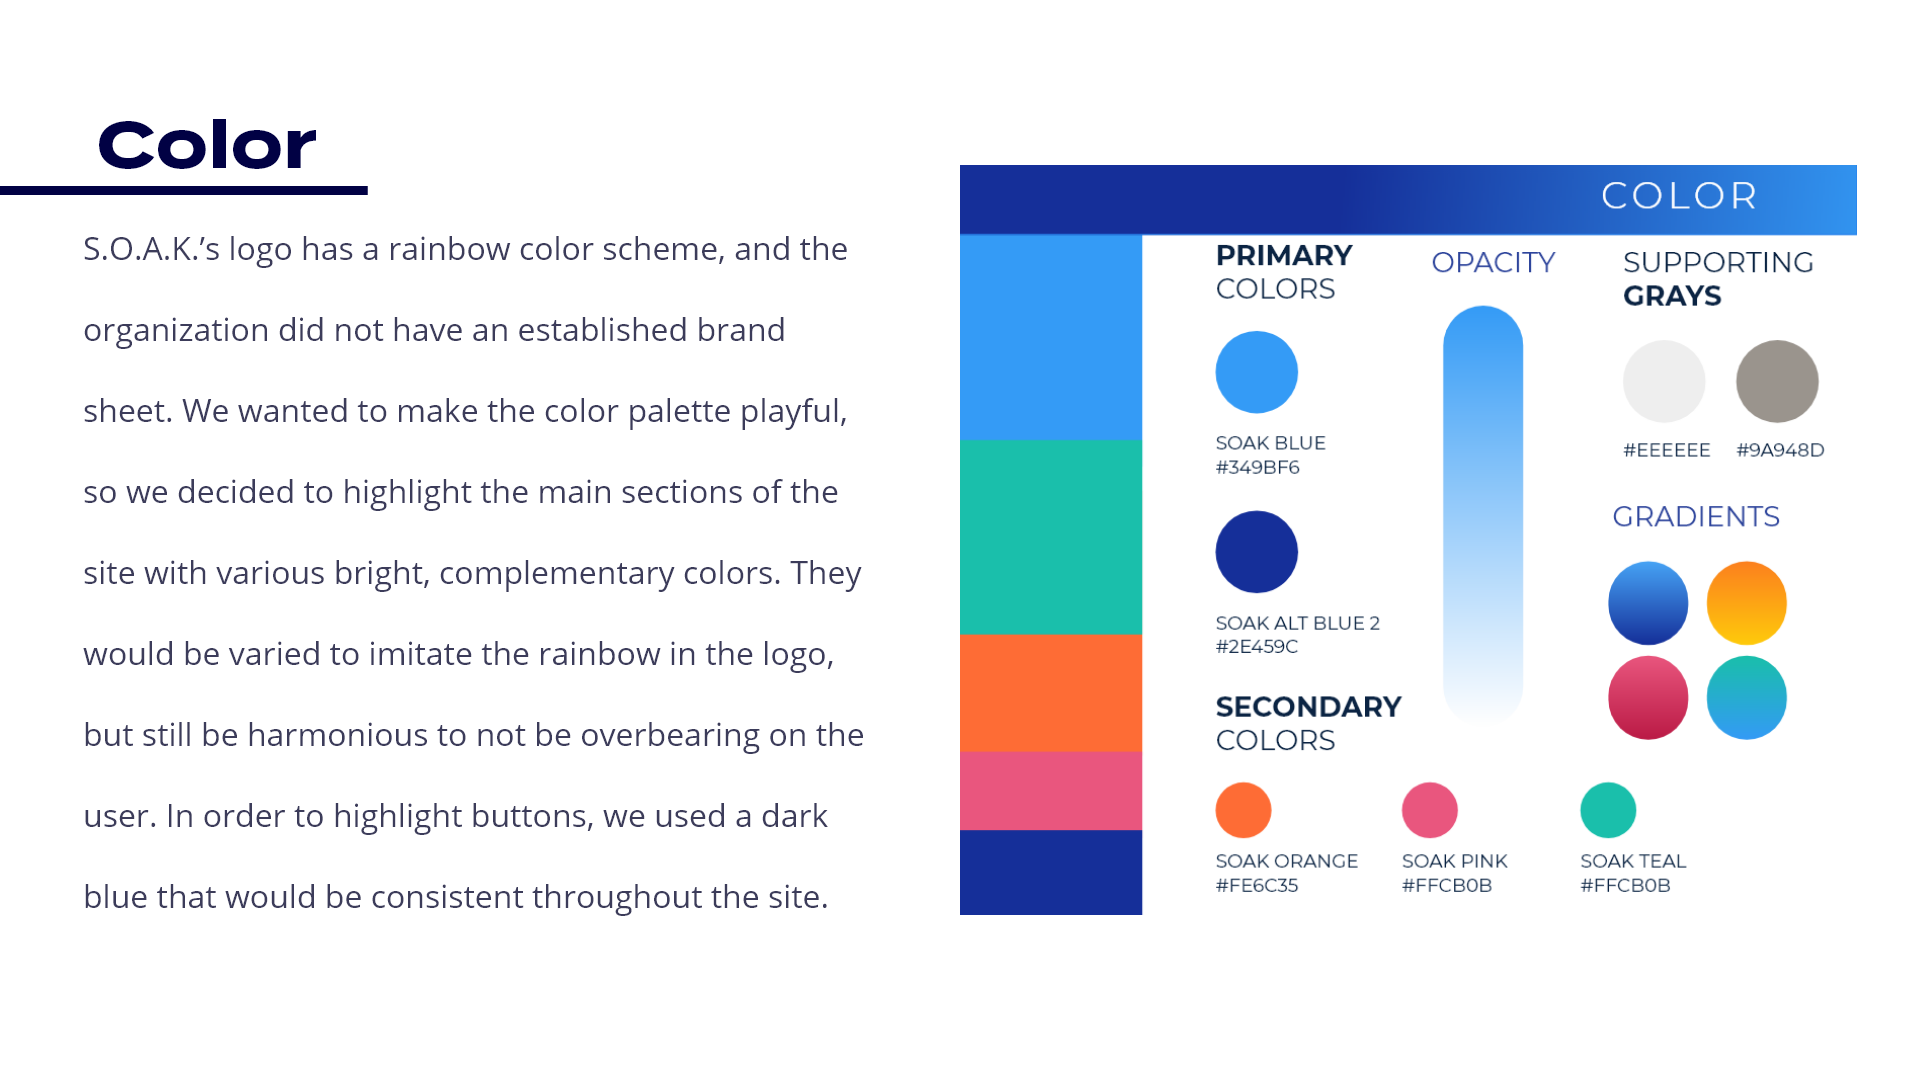 Color
S.O.A.K.’s logo has a rainbow color scheme, and the
organization did not have an established brand
sheet. We wanted to make the color palette playful,
so we decided to highlight the main sections of the
site with various bright, complementary colors. They
would be varied to imitate the rainbow in the logo,
but still be harmonious to not be overbearing on the
user. In order to highlight buttons, we used a dark
blue that would be consistent throughout the site.
COLOR
PRIMARY
COLORS
SOAK BLUE
#349BF6
SOAK ALT BLUE 2
#2E459C
OPACITY
SUPPORTING
GRAYS
#EEEEEE #9A948D
GRADIENTS
SECONDARY
COLORS
SOAK ORANGE
#FE6C35
SOAK PINK
#FFCB0B
SOAK TEAL
#FFCB0B